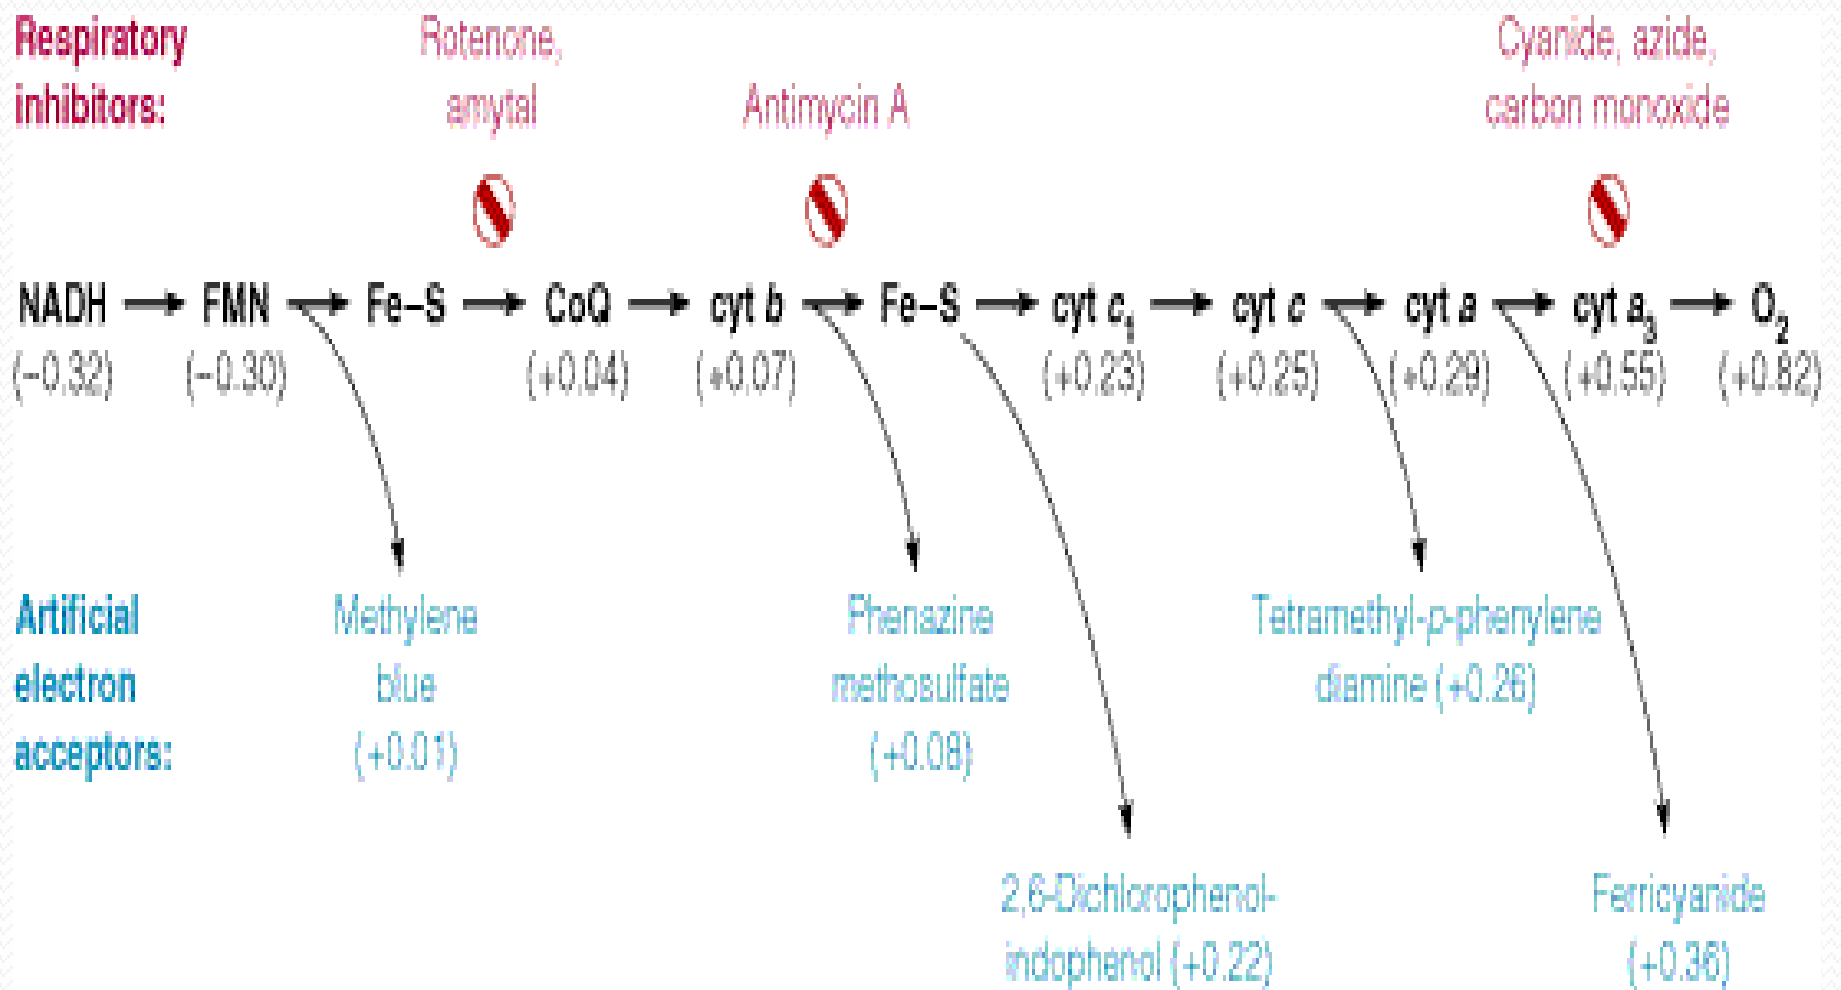 Respiratory
inhibitors:
Rotenone,
amytal
Antimycin A
Cyanide, azide,
carbon monoxide
NADH → FMN → Fe–S → CoQ → cyt b → Fe–S → cyt c₁ → cyt c → cyt a → cyt a₃ → O₂
(−0.32) (−0.30) (+0.04) (+0.07) (+0.23) (+0.25) (+0.29) (+0.55) (+0.82)
Artificial
electron
acceptors:
Methylene
blue
(+0.01)
Phenazine
methosulfate
(+0.08)
Tetramethyl-p-phenylene
diamine (+0.26)
2,6-Dichlorophenol-
indophenol (+0.22)
Ferricyanide
(+0.36)